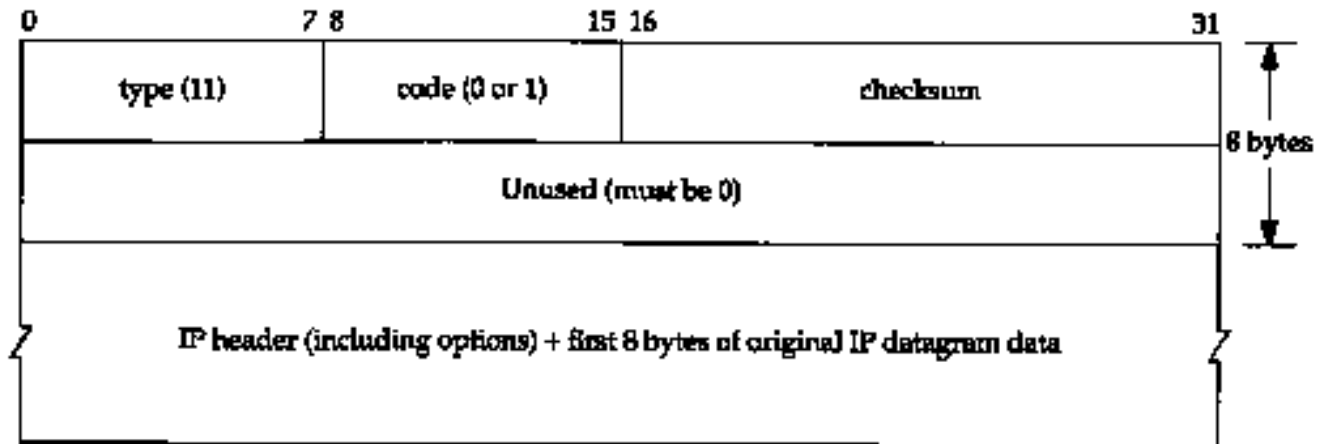 0 7 8 15 16 31
type (11) code (0 or 1) checksum
8 bytes
Unused (must be 0)
IP header (including options) + first 8 bytes of original IP datagram data